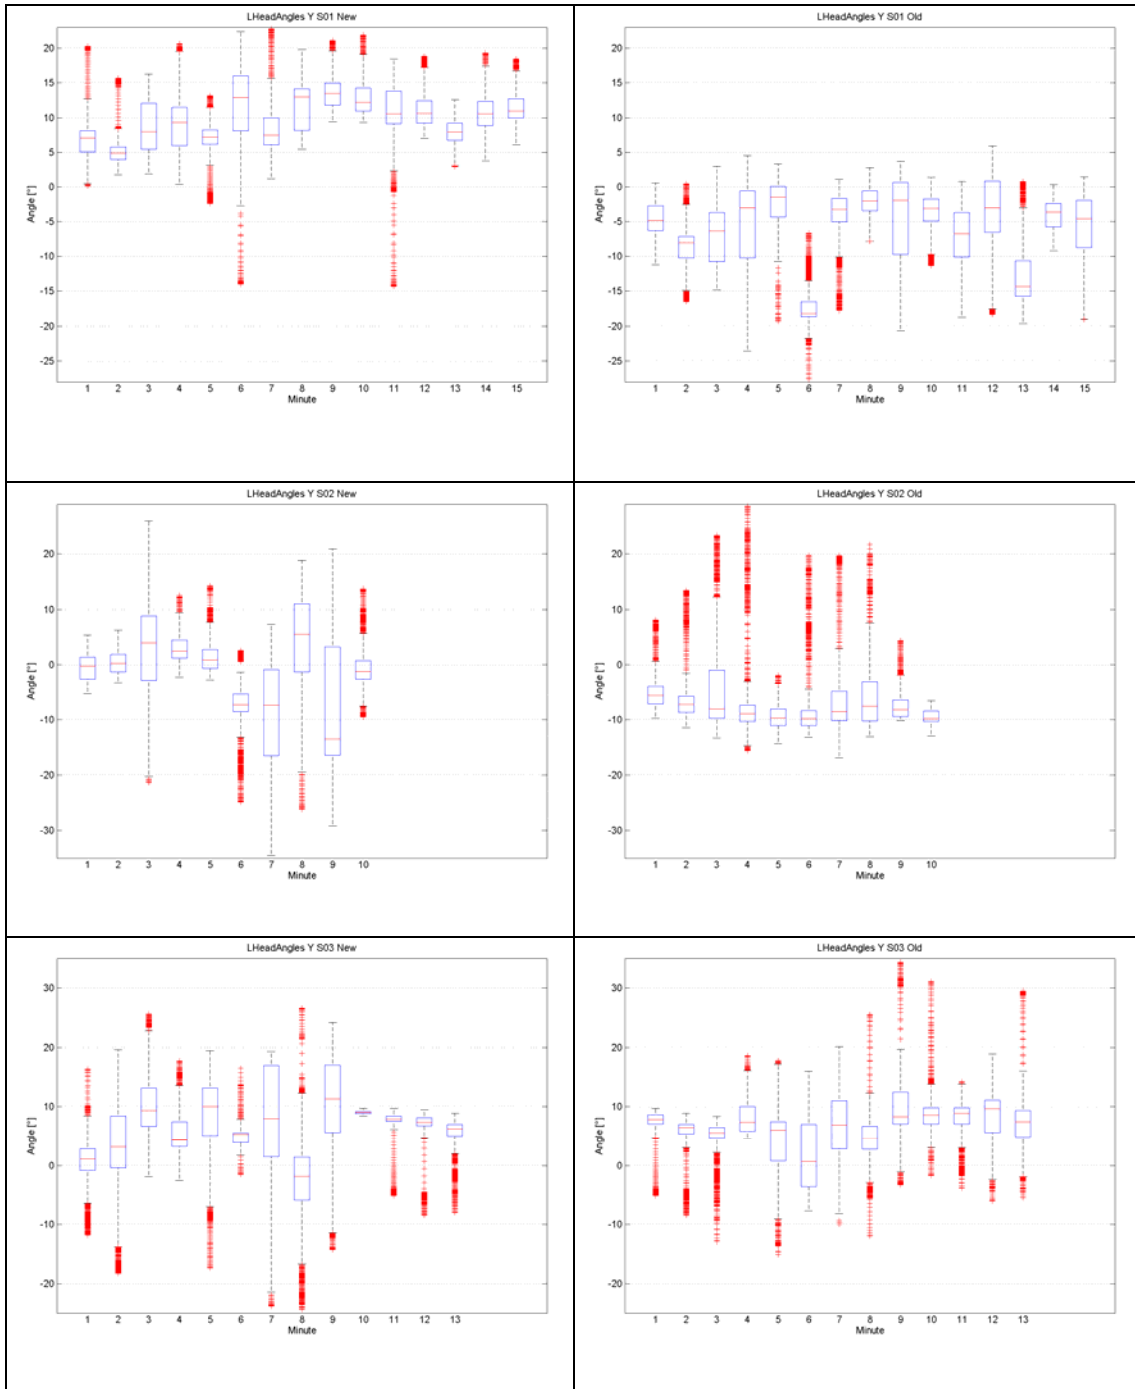 LHeadAngles Y S01 New
20
15
10
5
0
-5
-10
-15
-20
-25
Angle [°]
1 2 3 4 5 6 7 8 9 10 11 12 13 14 15
Minute
LHeadAngles Y S01 Old
20
15
10
5
0
-5
-10
-15
-20
-25
Angle [°]
1 2 3 4 5 6 7 8 9 10 11 12 13 14 15
Minute
LHeadAngles Y S02 New
20
10
0
-10
-20
-30
Angle [°]
1 2 3 4 5 6 7 8 9 10
Minute
LHeadAngles Y S02 Old
20
10
0
-10
-20
-30
Angle [°]
1 2 3 4 5 6 7 8 9 10
Minute
LHeadAngles Y S03 New
30
20
10
0
-10
-20
Angle [°]
1 2 3 4 5 6 7 8 9 10 11 12 13
Minute
LHeadAngles Y S03 Old
30
20
10
0
-10
-20
Angle [°]
1 2 3 4 5 6 7 8 9 10 11 12 13
Minute